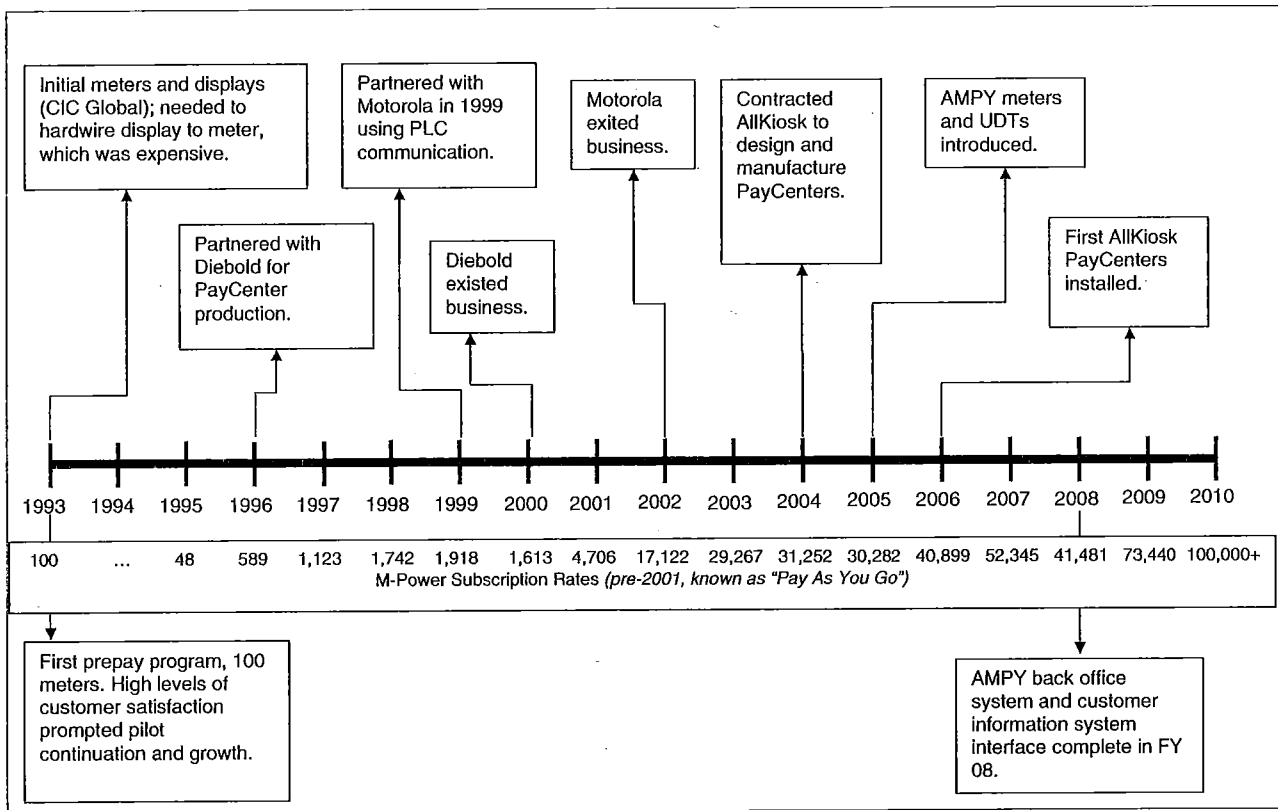 Initial meters and displays
(CIC Global); needed to
hardwire display to meter,
which was expensive.
Partnered with
Motorola in 1999
using PLC
communication.
Motorola
exited
business.
Contracted
AllKiosk to
design and
manufacture
PayCenters.
AMPY meters
and UDTs
introduced.
Partnered with
Diebold for
PayCenter
production.
Diebold
existed
business.
First AllKiosk
PayCenters
installed.
1993 1994 1995 1996 1997 1998 1999 2000 2001 2002 2003 2004 2005 2006 2007 2008 2009 2010
100 ... 48 589 1,123 1,742 1,918 1,613 4,706 17,122 29,267 31,252 30,282 40,899 52,345 41,481 73,440 100,000+
M-Power Subscription Rates (pre-2001, known as "Pay As You Go")
First prepay program, 100
meters. High levels of
customer satisfaction
prompted pilot
continuation and growth.
AMPY back office
system and customer
information system
interface complete in FY
08.